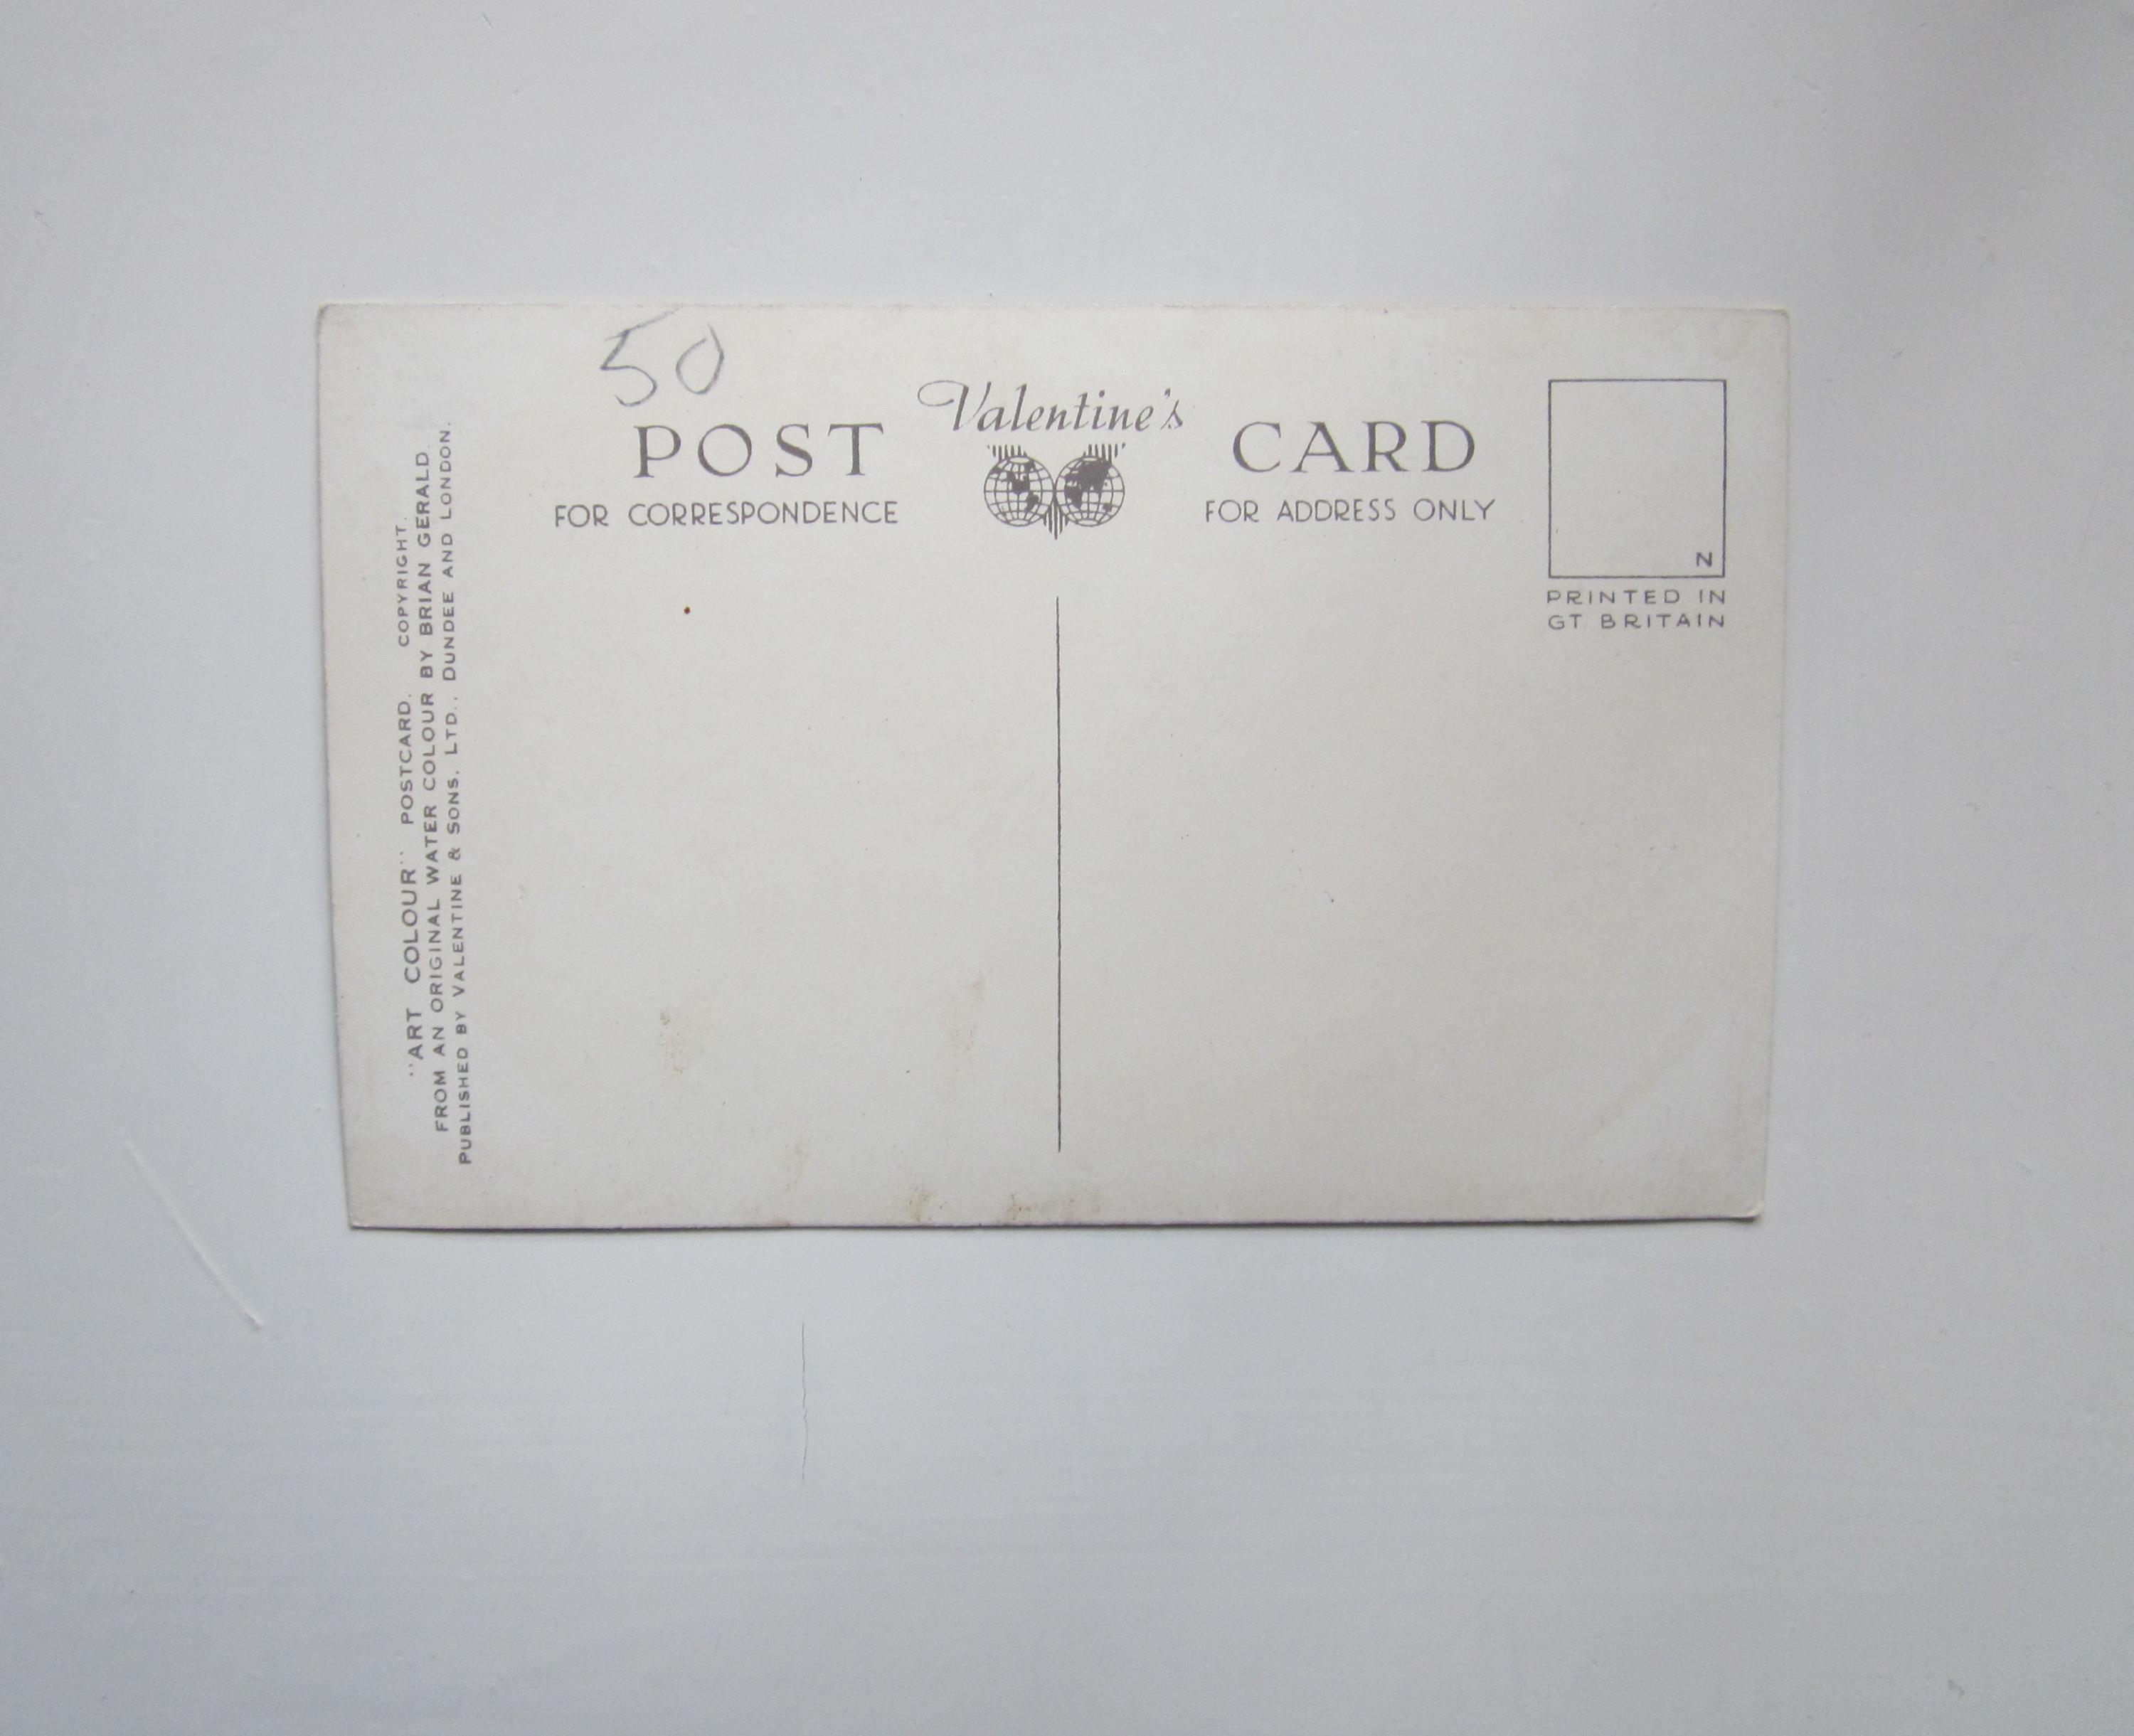 50
Valentine's
POST CARD
FOR CORRESPONDENCE
FOR ADDRESS ONLY
N
PRINTED IN
GT BRITAIN
"ART COLOUR" POSTCARD. COPYRIGHT.
FROM AN ORIGINAL WATER COLOUR BY BRIAN GERALD.
PUBLISHED BY VALENTINE & SONS, LTD., DUNDEE AND LONDON.